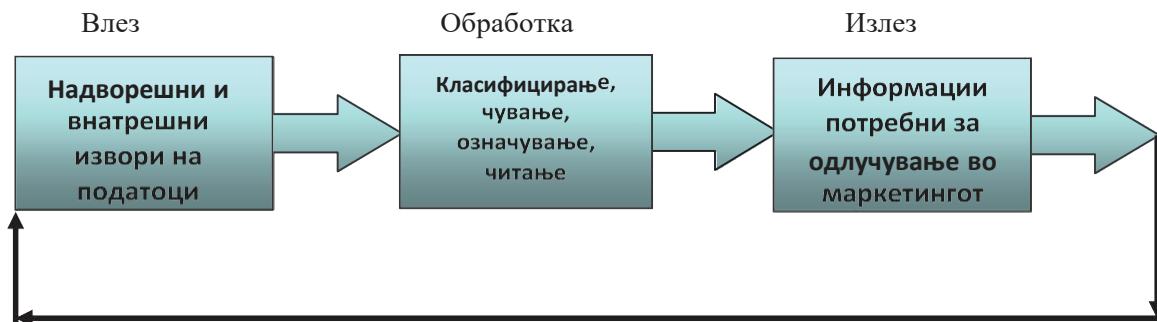 Влез
Обработка
Излез
Надворешни и
внатрешни
извори на
податоци
Класифицирање,
чување,
означување,
читање
Информации
потребни за
одлучување во
маркетингот